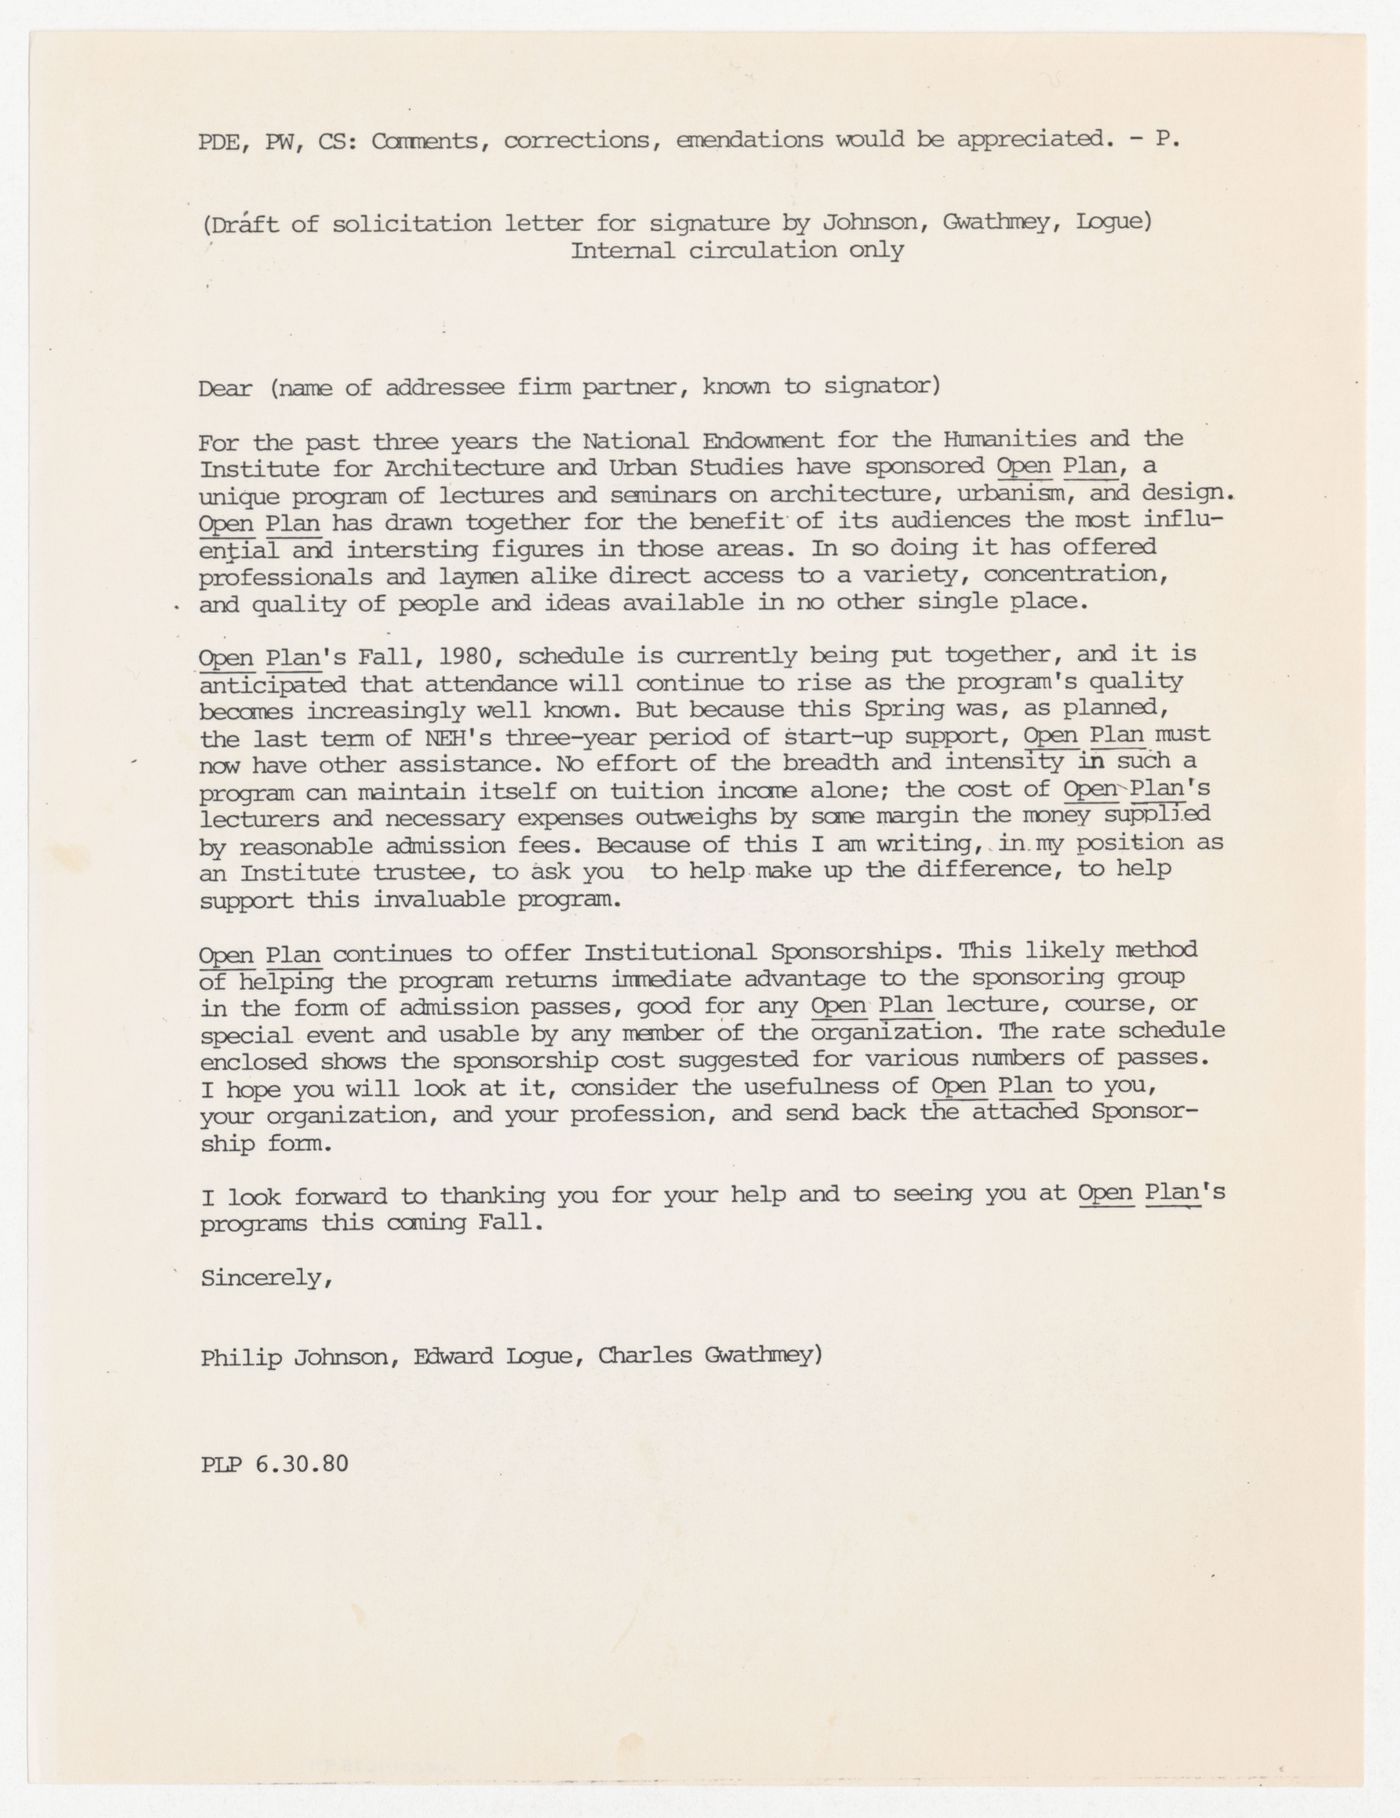 PDE, PW, CS: Comments, corrections, emendations would be appreciated. - P.
(Draft of solicitation letter for signature by Johnson, Gwathmey, Logue)
Internal circulation only
Dear (name of addressee firm partner, known to signator)
For the past three years the National Endowment for the Humanities and the
Institute for Architecture and Urban Studies have sponsored Open Plan, a
unique program of lectures and seminars on architecture, urbanism, and design.
Open Plan has drawn together for the benefit of its audiences the most influ-
ential and intersting figures in those areas. In so doing it has offered
professionals and laymen alike direct access to a variety, concentration,
and quality of people and ideas available in no other single place.
Open Plan's Fall, 1980, schedule is currently being put together, and it is
anticipated that attendance will continue to rise as the program's quality
becomes increasingly well known. But because this Spring was, as planned,
the last term of NEH's three-year period of start-up support, Open Plan must
now have other assistance. No effort of the breadth and intensity in such a
program can maintain itself on tuition income alone; the cost of Open Plan's
lecturers and necessary expenses outweighs by some margin the money supplied
by reasonable admission fees. Because of this I am writing, in my position as
an Institute trustee, to ask you  to help make up the difference, to help
support this invaluable program.
Open Plan continues to offer Institutional Sponsorships. This likely method
of helping the program returns immediate advantage to the sponsoring group
in the form of admission passes, good for any Open Plan lecture, course, or
special event and usable by any member of the organization. The rate schedule
enclosed shows the sponsorship cost suggested for various numbers of passes.
I hope you will look at it, consider the usefulness of Open Plan to you,
your organization, and your profession, and send back the attached Sponsor-
ship form.
I look forward to thanking you for your help and to seeing you at Open Plan's
programs this coming Fall.
Sincerely,
Philip Johnson, Edward Logue, Charles Gwathmey)
PLP 6.30.80